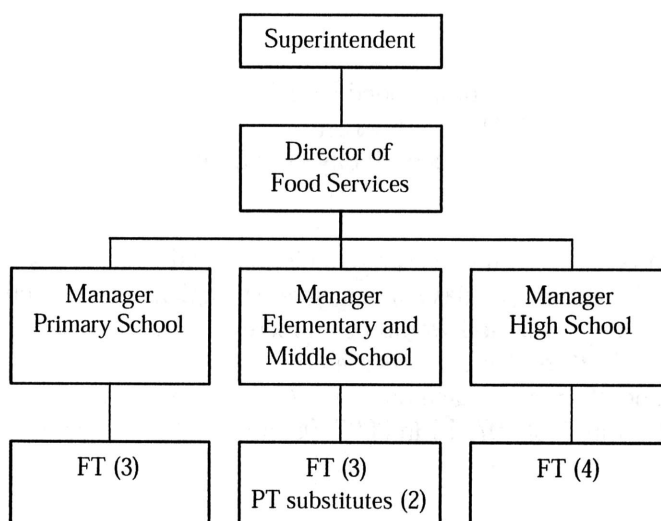 Superintendent
Director of
Food Services
Manager
Primary School
Manager
Elementary and
Middle School
Manager
High School
FT (3)
FT (3)
PT substitutes (2)
FT (4)